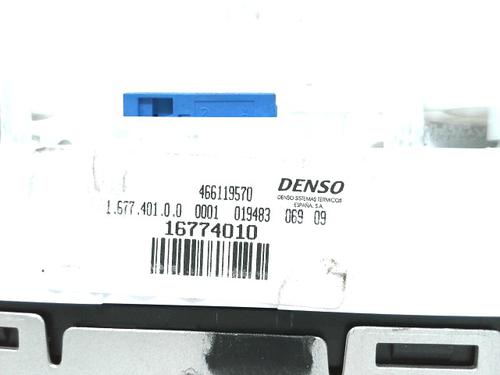 466119570
DENSO
DENSO SISTEMAS TERMICOS
ESPAÑA, S.A.
1.677.401.0.0 0001 019483 069 09
16774010